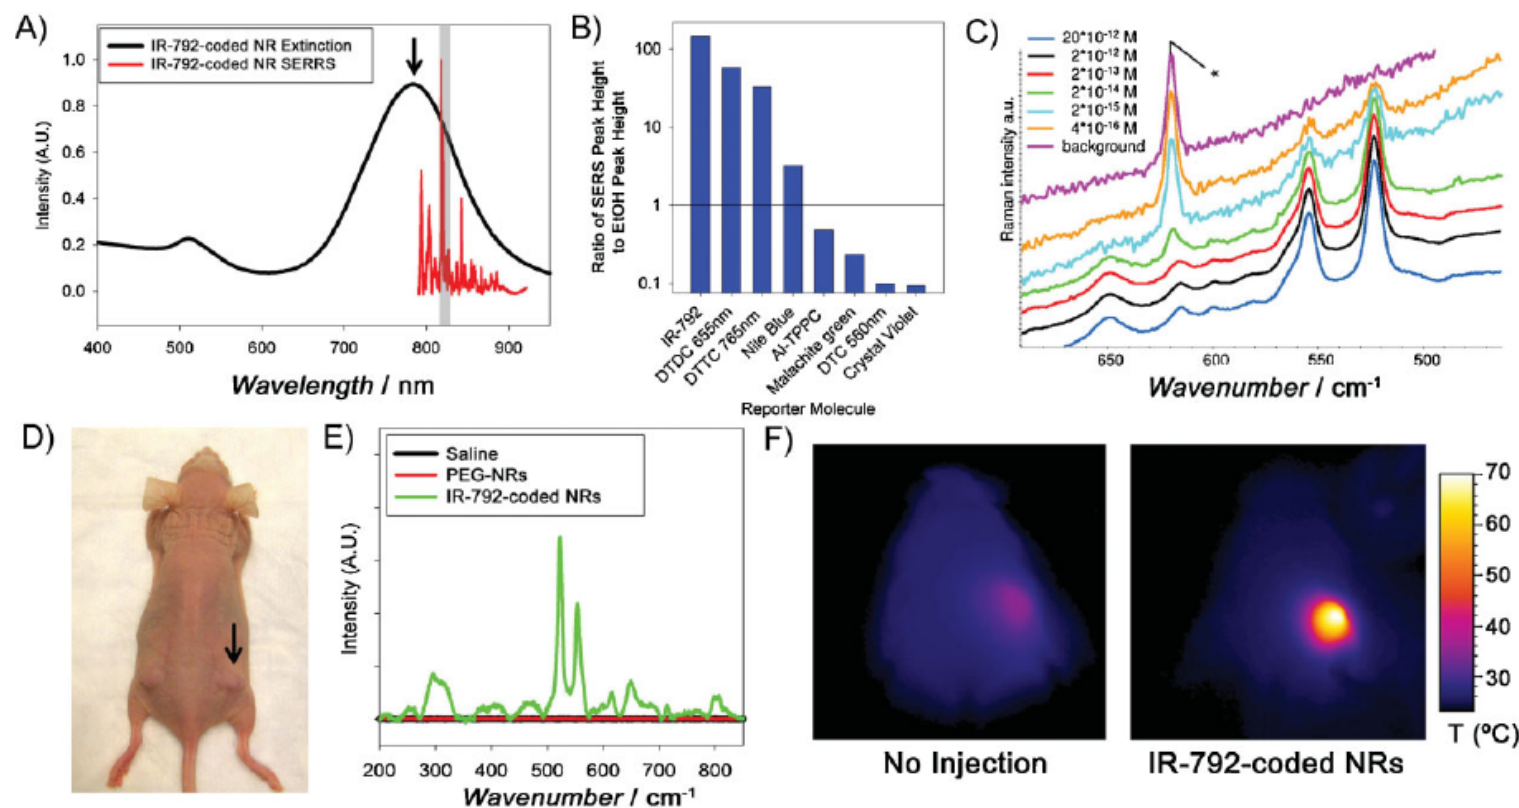 A)
IR-792-coded NR Extinction
IR-792-coded NR SERRS
Intensity (A.U.)
1.0
0.8
0.6
0.4
0.2
0.0
400 500 600 700 800 900
Wavelength / nm
B)
Ratio of SERS Peak Height
to EtOH Peak Height
100
10
1
0.1
IR-792
DTDC 655nm
DTTC 765nm
Nile Blue
Al-TPPC
Malachite green
DTC 560nm
Crystal Violet
Reporter Molecule
C)
20*10-12 M
2*10-12 M
2*10-13 M
2*10-14 M
2*10-15 M
4*10-16 M
background
*
Raman intensity a.u.
650 600 550 500
Wavenumber / cm-1
D)
E)
Saline
PEG-NRs
IR-792-coded NRs
Intensity (A.U.)
200 300 400 500 600 700 800
Wavenumber / cm-1
F)
70
60
50
40
30
T (ºC)
No Injection
IR-792-coded NRs